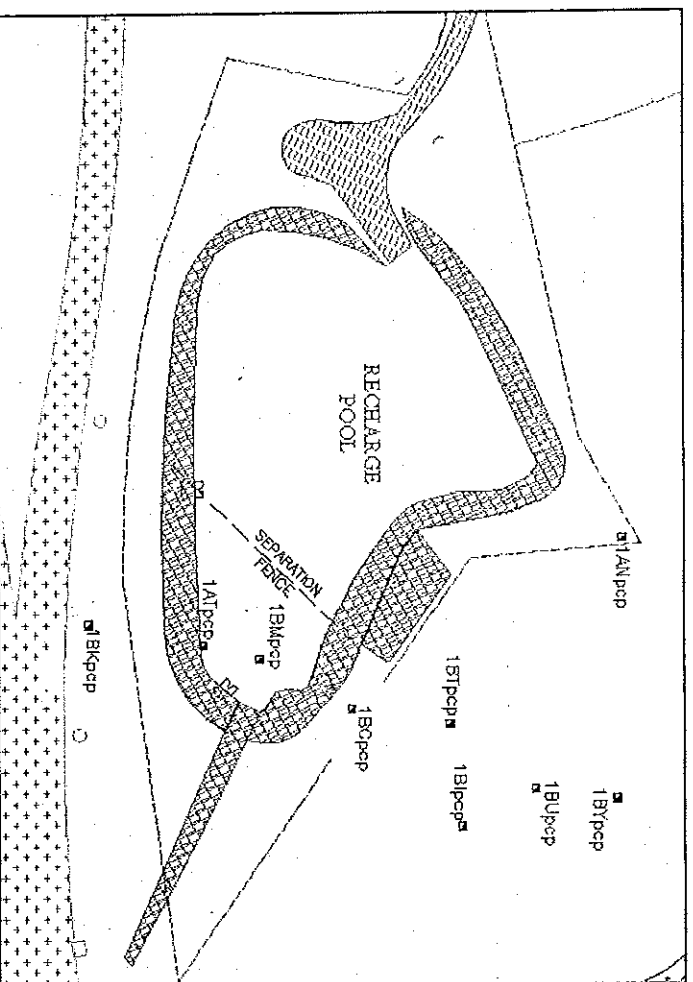 RECHARGE
POOL
SEPARATION
FENCE
1ANpcp
1ATpcp
1BMpcp
1BKpcp
1BCpcp
1BTpcp
1BIpcp
1BUpcp
1BYpcp